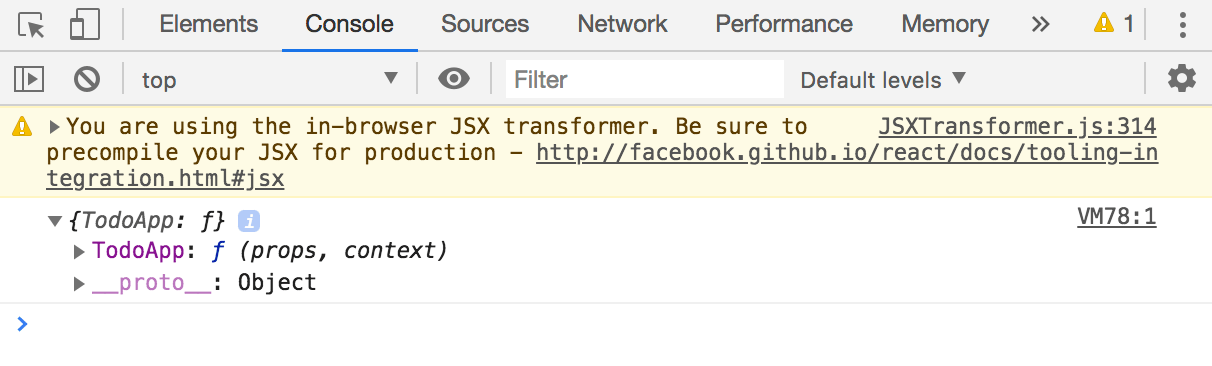 Elements Console Sources Network Performance Memory » 1
top Filter Default levels
You are using the in-browser JSX transformer. Be sure to JSXTransformer.js:314
precompile your JSX for production – http://facebook.github.io/react/docs/tooling-in
tegration.html#jsx
{TodoApp: ƒ} i VM78:1
TodoApp: ƒ (props, context)
__proto__: Object